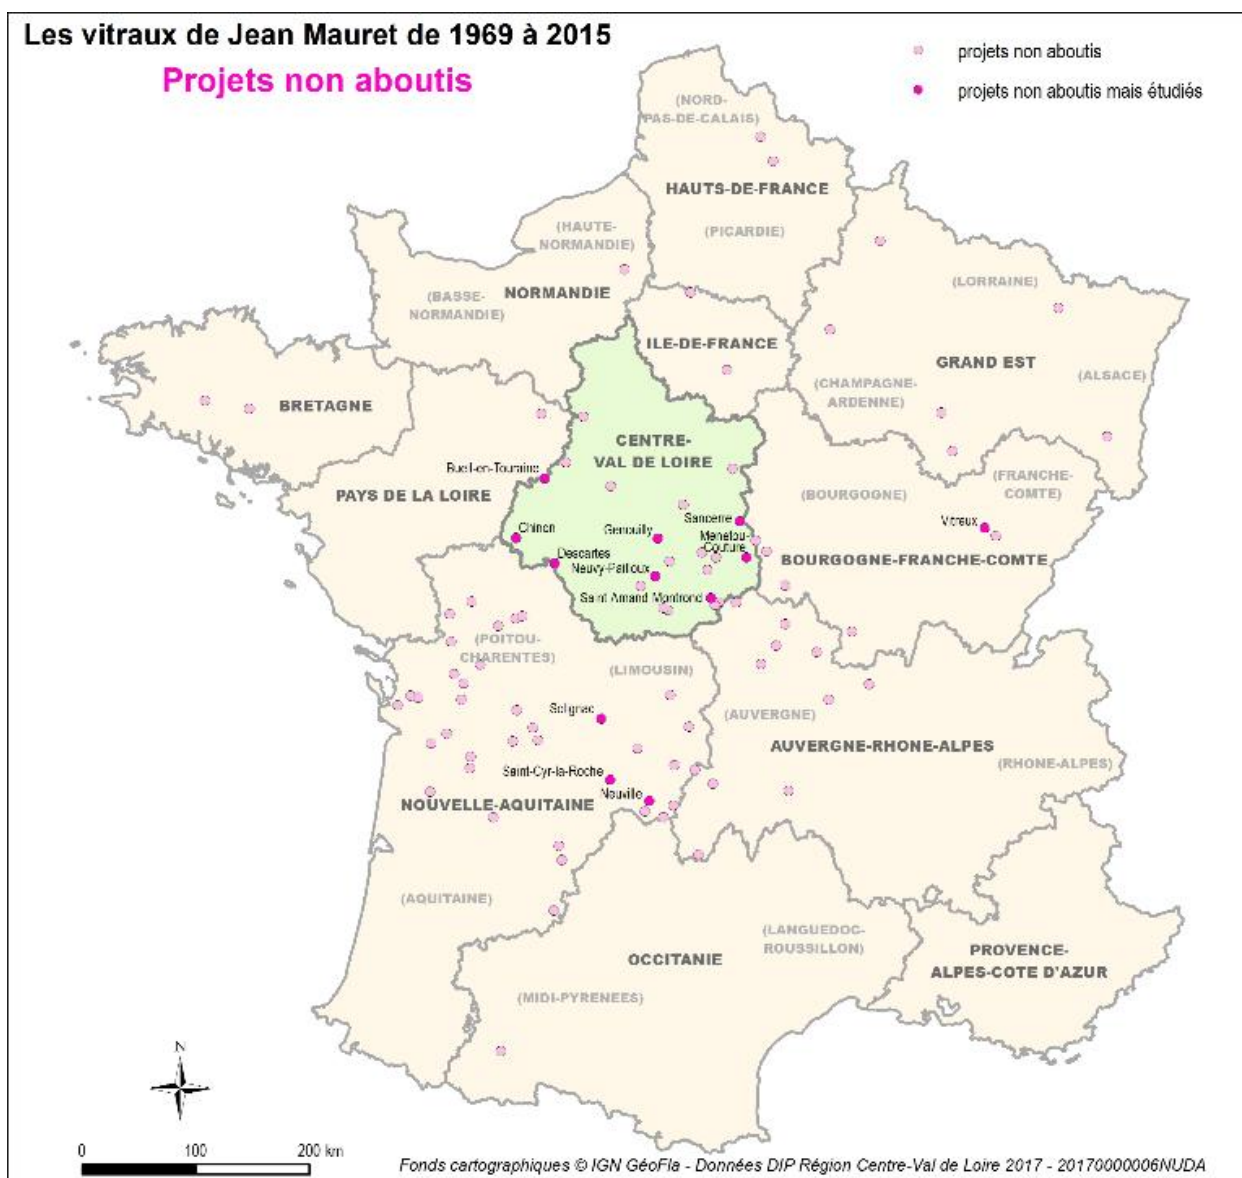 Les vitraux de Jean Mauret de 1969 à 2015
Projets non aboutis
projets non aboutis
projets non aboutis mais étudiés
(NORD-
PAS-DE-CALAIS)
HAUTS-DE-FRANCE
(PICARDIE)
(HAUTE-
NORMANDIE)
(BASSE-
NORMANDIE)
NORMANDIE
ILE-DE-FRANCE
(LORRAINE)
GRAND EST
(ALSACE)
(CHAMPAGNE-
ARDENNE)
BRETAGNE
CENTRE-
VAL DE LOIRE
Bueil-en-Touraine
PAYS DE LA LOIRE
(BOURGOGNE)
(FRANCHE-
COMTE)
Vitreux
BOURGOGNE-FRANCHE-COMTE
Sancerre
Chinon
Genouilly
Menetou-
Couture
Descartes
Neuvy-Pailloux
Saint Amand Montrond
(POITOU-
CHARENTES)
(LIMOUSIN)
Solignac
(AUVERGNE)
AUVERGNE-RHONE-ALPES
(RHONE-ALPES)
Saint-Cyr-la-Roche
Neuville
NOUVELLE-AQUITAINE
(AQUITAINE)
(LANGUEDOC-
ROUSSILLON)
OCCITANIE
PROVENCE-
ALPES-COTE D'AZUR
(MIDI-PYRENEES)
N
0 100 200 km
Fonds cartographiques © IGN GéoFla - Données DIP Région Centre-Val de Loire 2017 - 20170000006NUDA